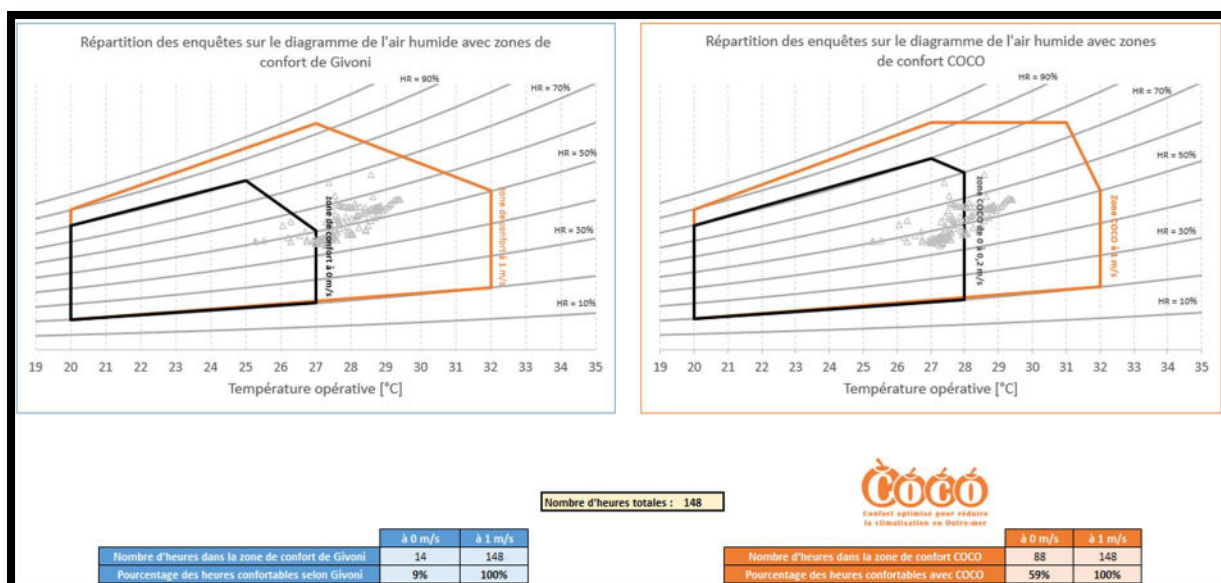 Répartition des enquêtes sur le diagramme de l'air humide avec zones de
confort de Givoni
HR = 90%
HR = 70%
HR = 50%
HR = 30%
HR = 10%
zone de confort à 0 m/s
zone de confort à 1 m/s
19 20 21 22 23 24 25 26 27 28 29 30 31 32 33 34 35
Température opérative [°C]
Répartition des enquêtes sur le diagramme de l'air humide avec zones
de confort COCO
HR = 90%
HR = 70%
HR = 50%
HR = 30%
HR = 10%
zone COCO de 0 à 0,2 m/s
Zone COCO à 1 m/s
19 20 21 22 23 24 25 26 27 28 29 30 31 32 33 34 35
Température opérative [°C]
Nombre d'heures totales : 148
COCO
Confort optimisé pour réduire
la climatisation en Outre-mer
à 0 m/s à 1 m/s
Nombre d'heures dans la zone de confort de Givoni 14 148
Pourcentage des heures confortables selon Givoni 9% 100%
à 0 m/s à 1 m/s
Nombre d'heures dans la zone de confort COCO 88 148
Pourcentage des heures confortables avec COCO 59% 100%